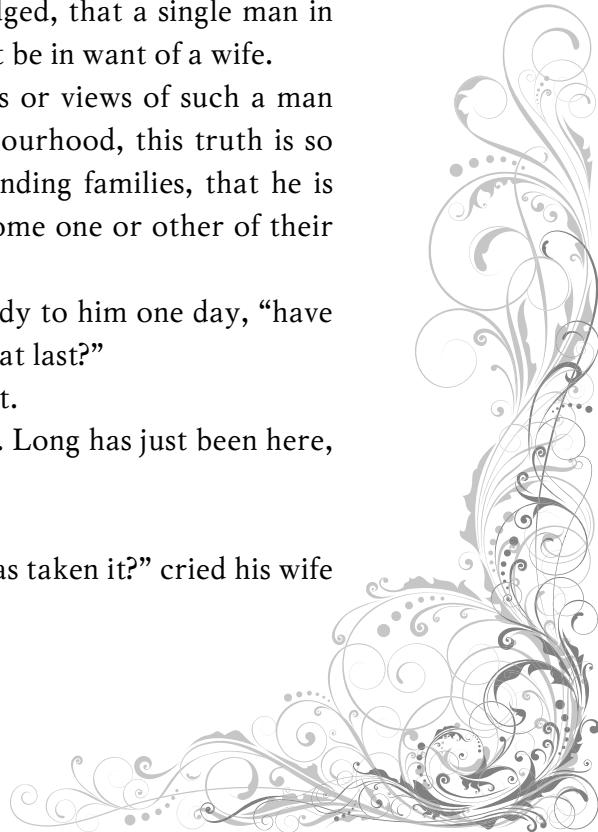 ged, that a single man in
t be in want of a wife.
s or views of such a man
ourhood, this truth is so
nding families, that he is
ome one or other of their
dy to him one day, “have
at last?”
t.
. Long has just been here,
as taken it?” cried his wife